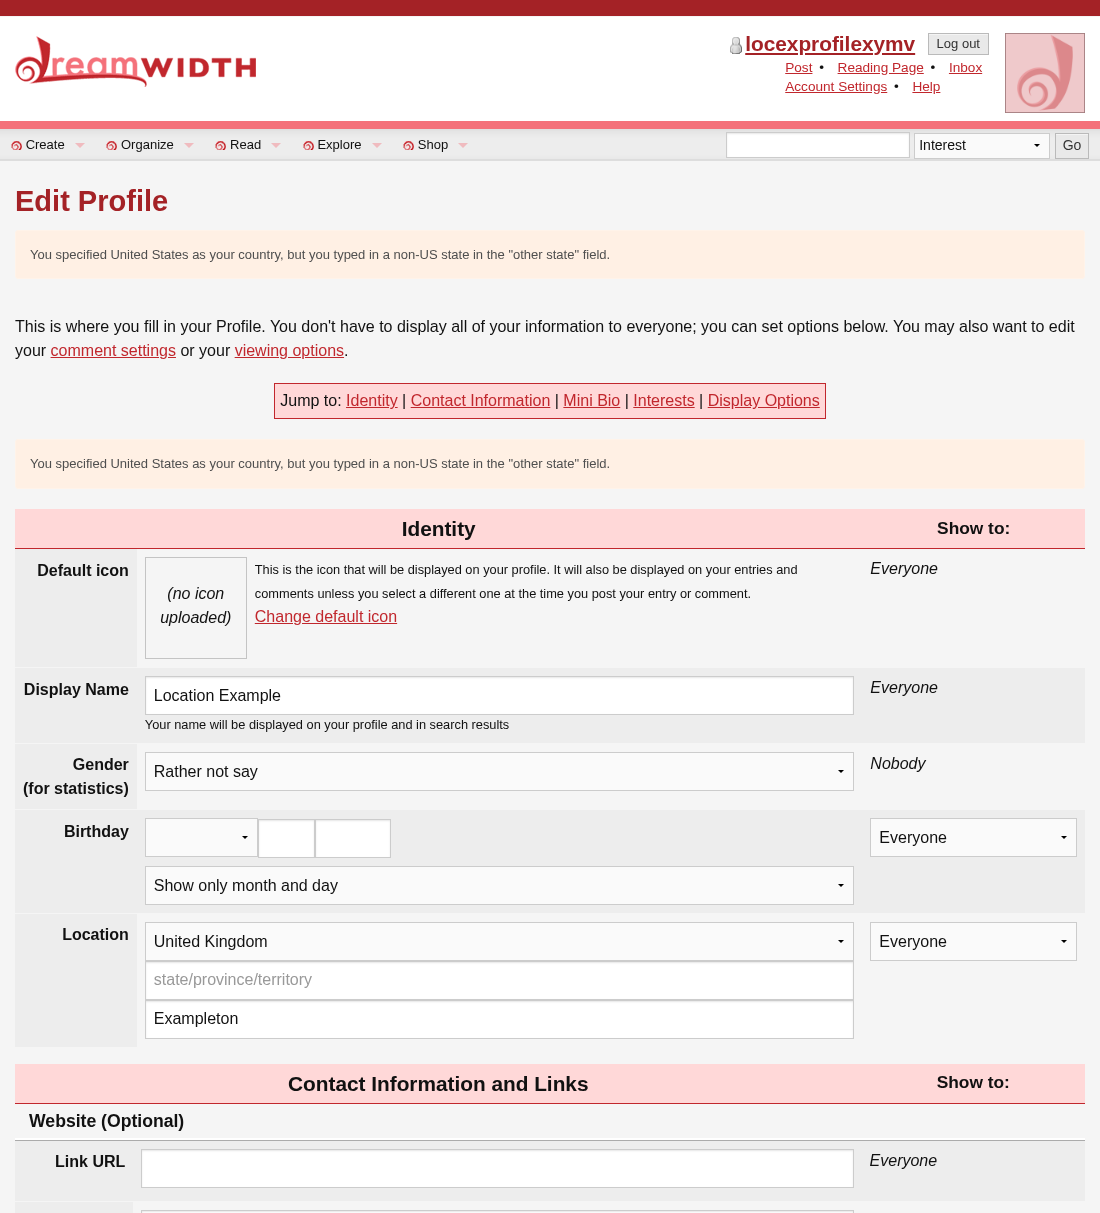 dreamWIDTH
locexprofilexymv Log out
Post • Reading Page • Inbox
Account Settings • Help
Create Organize Read Explore Shop Interest Go
Edit Profile
You specified United States as your country, but you typed in a non-US state in the "other state" field.
This is where you fill in your Profile. You don't have to display all of your information to everyone; you can set options below. You may also want to edit
your comment settings or your viewing options.
Jump to: Identity | Contact Information | Mini Bio | Interests | Display Options
You specified United States as your country, but you typed in a non-US state in the "other state" field.
Identity Show to:
Default icon
(no icon
uploaded)
This is the icon that will be displayed on your profile. It will also be displayed on your entries and
comments unless you select a different one at the time you post your entry or comment.
Change default icon
Everyone
Display Name Location Example Everyone
Your name will be displayed on your profile and in search results
Gender
(for statistics)
Rather not say Nobody
Birthday Everyone
Show only month and day
Location United Kingdom Everyone
state/province/territory
Exampleton
Contact Information and Links Show to:
Website (Optional)
Link URL Everyone